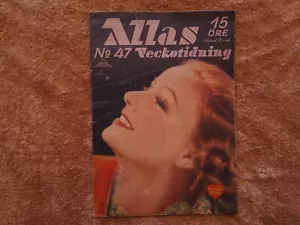 Allas
15
ÖRE
No 47
Veckotidning